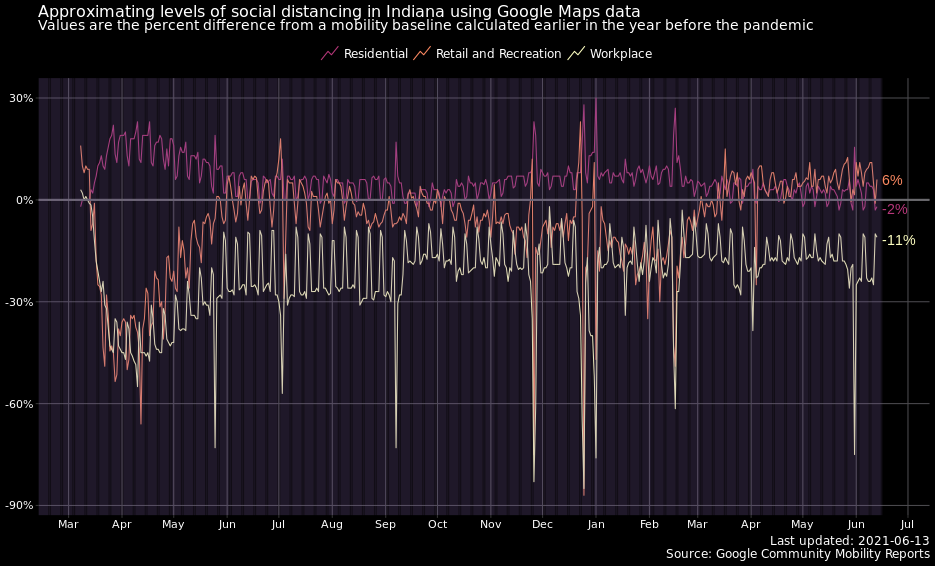 Approximating levels of social distancing in Indiana using Google Maps data
Values are the percent difference from a mobility baseline calculated earlier in the year before the pandemic
Residential Retail and Recreation Workplace
30%
0%
-30%
-60%
-90%
6%
-2%
-11%
Mar Apr May Jun Jul Aug Sep Oct Nov Dec Jan Feb Mar Apr May Jun Jul
Last updated: 2021-06-13
Source: Google Community Mobility Reports